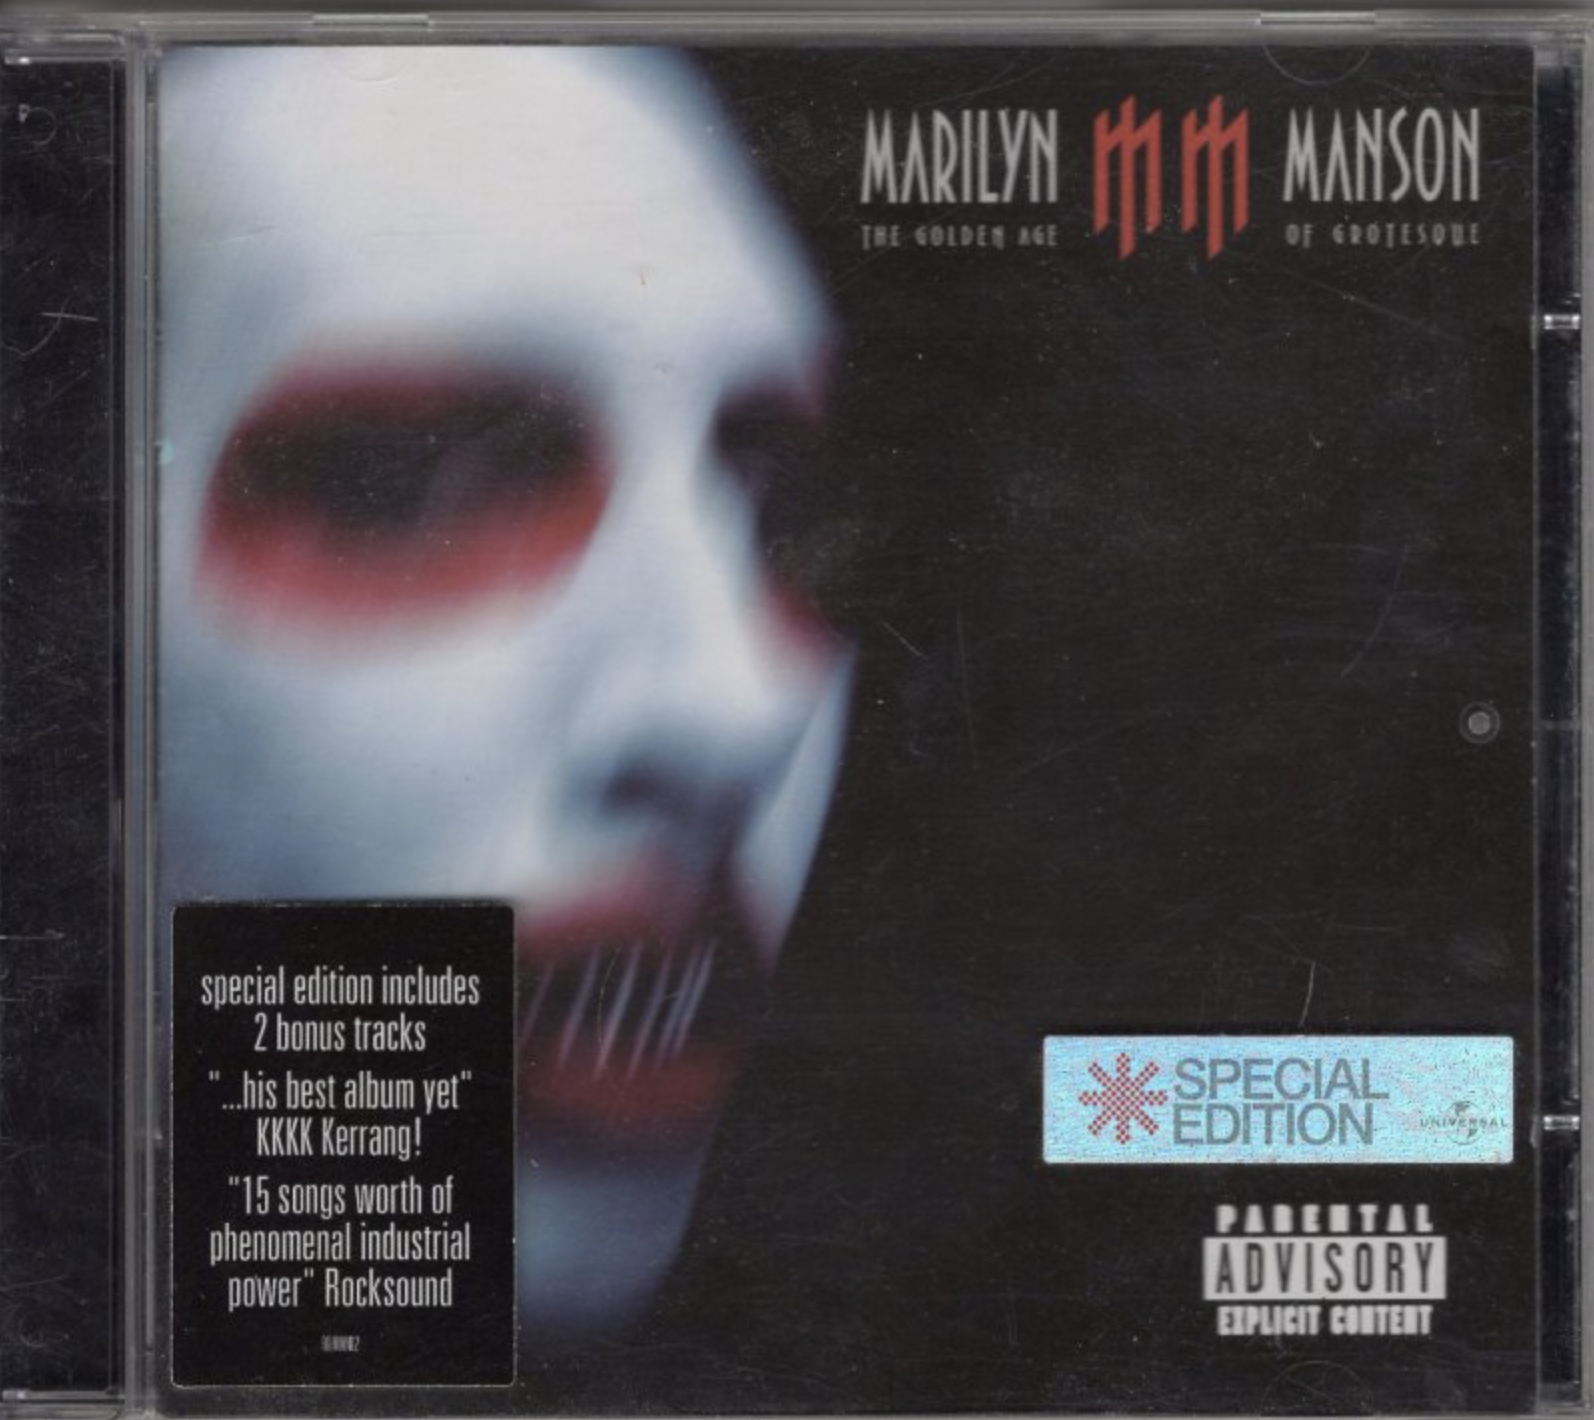 MARILYN MANSON
THE GOLDEN AGE OF GROTESQUE
special edition includes
2 bonus tracks
"...his best album yet"
KKKK Kerrang!
"15 songs worth of
phenomenal industrial
power" Rocksound
SPECIAL
EDITION
UNIVERSAL
PARENTAL
ADVISORY
EXPLICIT CONTENT